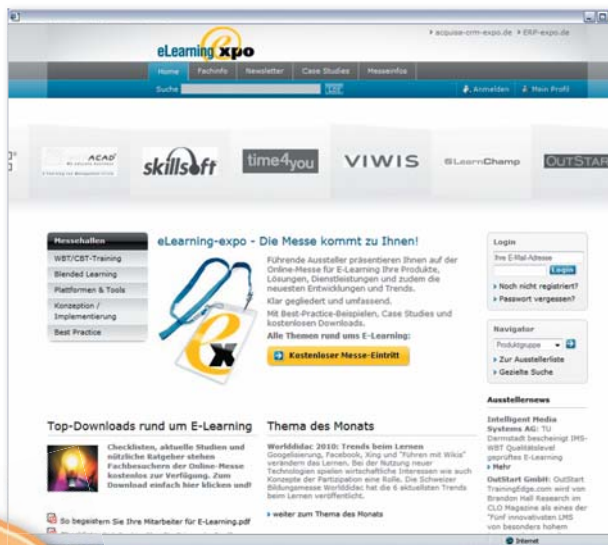 acquise-crm-expo.de ERP-expo.de
eLearning expo
Home Fachinfo Newsletter Case Studies Messeinfos
Suche LOS Anmelden Mein Profil
ACAD skillsoft time4you VIWIS eLearnChamp OUTSTAR
Messehallen
WBT/CBT-Training
Blended Learning
Plattformen & Tools
Konzeption /
Implementierung
Best Practice
eLearning-expo - Die Messe kommt zu Ihnen!
Führende Aussteller präsentieren Ihnen auf der
Online-Messe für E-Learning Ihre Produkte,
Lösungen, Dienstleistungen und zudem die
neuesten Entwicklungen und Trends.
Klar gegliedert und umfassend.
Mit Best-Practice-Beispielen, Case Studies und
kostenlosen Downloads.
Alle Themen rund ums E-Learning:
Kostenloser Messe-Eintritt
ex
Login
Ihre E-Mail-Adresse
Login
Noch nicht registriert?
Passwort vergessen?
Navigator
Produktgruppe
Zur Ausstellerliste
Gezielte Suche
Ausstellernews
Intelligent Media
Systems AG: TU
Darmstadt bescheinigt IMS-
WBT Qualitätslevel
geprüftes E-Learning
Mehr
OutStart GmbH: OutStart
TrainingEdge.com wird von
Brandon Hall Research im
CLO Magazine als eines der
"Fünf innovativsten LMS
von besonders hohem
Top-Downloads rund um E-Learning
Checklisten, aktuelle Studien und
nützliche Ratgeber stehen
Fachbesuchern der Online-Messe
kostenlos zur Verfügung. Zum
Download einfach hier klicken und!
So begeistern Sie Ihre Mitarbeiter für E-Learning.pdf
Thema des Monats
Worlddidac 2010: Trends beim Lernen
Googelisierung, Facebook, Xing und "Führen mit Wikis"
verändern das Lernen. Bei der Nutzung neuer
Technologien spielen wirtschaftliche Interessen wie auch
Konzepte der Partizipation eine Rolle. Die Schweizer
Bildungsmesse Worlddidac hat die 6 aktuellsten Trends
beim Lernen veröffentlicht.
weiter zum Thema des Monats
Internet